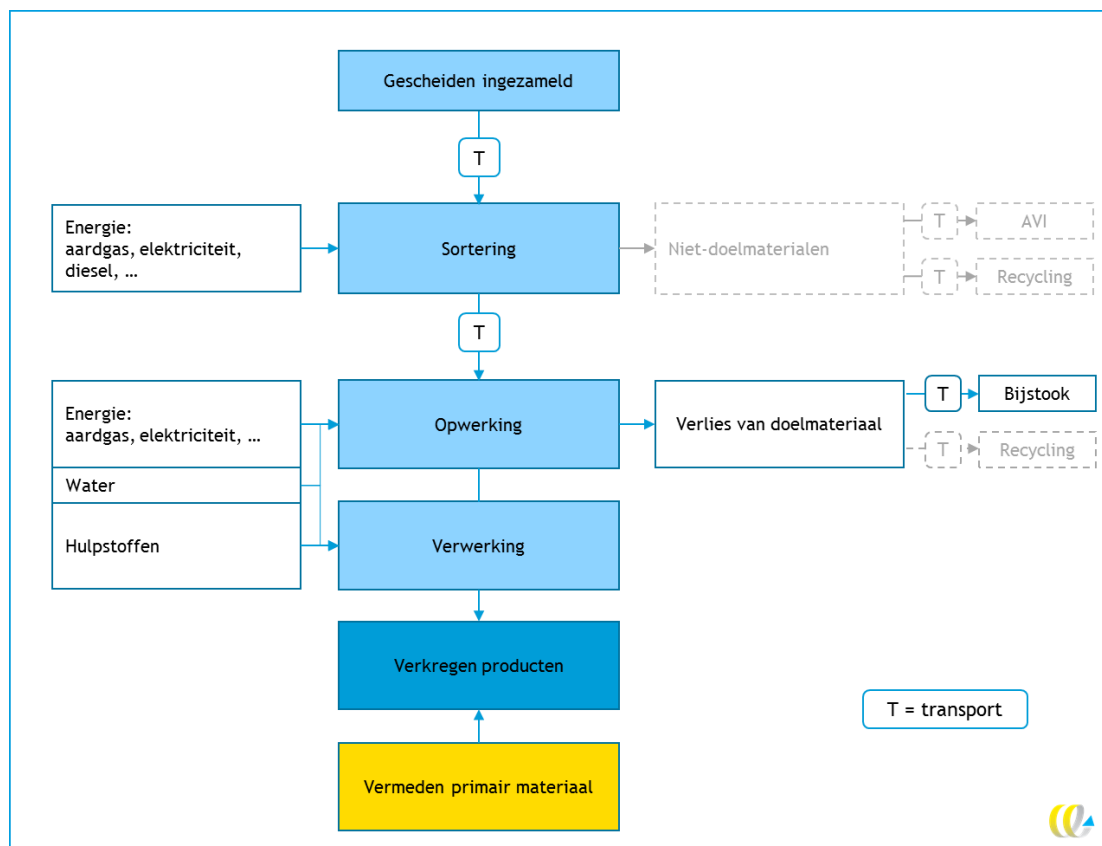 Gescheiden ingezameld
T
Energie:
aardgas, elektriciteit,
diesel, …
Sortering
Niet-doelmaterialen
T
AVI
T
Recycling
T
Energie:
aardgas, elektriciteit, …
Water
Hulpstoffen
Opwerking
Verlies van doelmateriaal
T
Bijstook
T
Recycling
Verwerking
Verkregen producten
T = transport
Vermeden primair materiaal